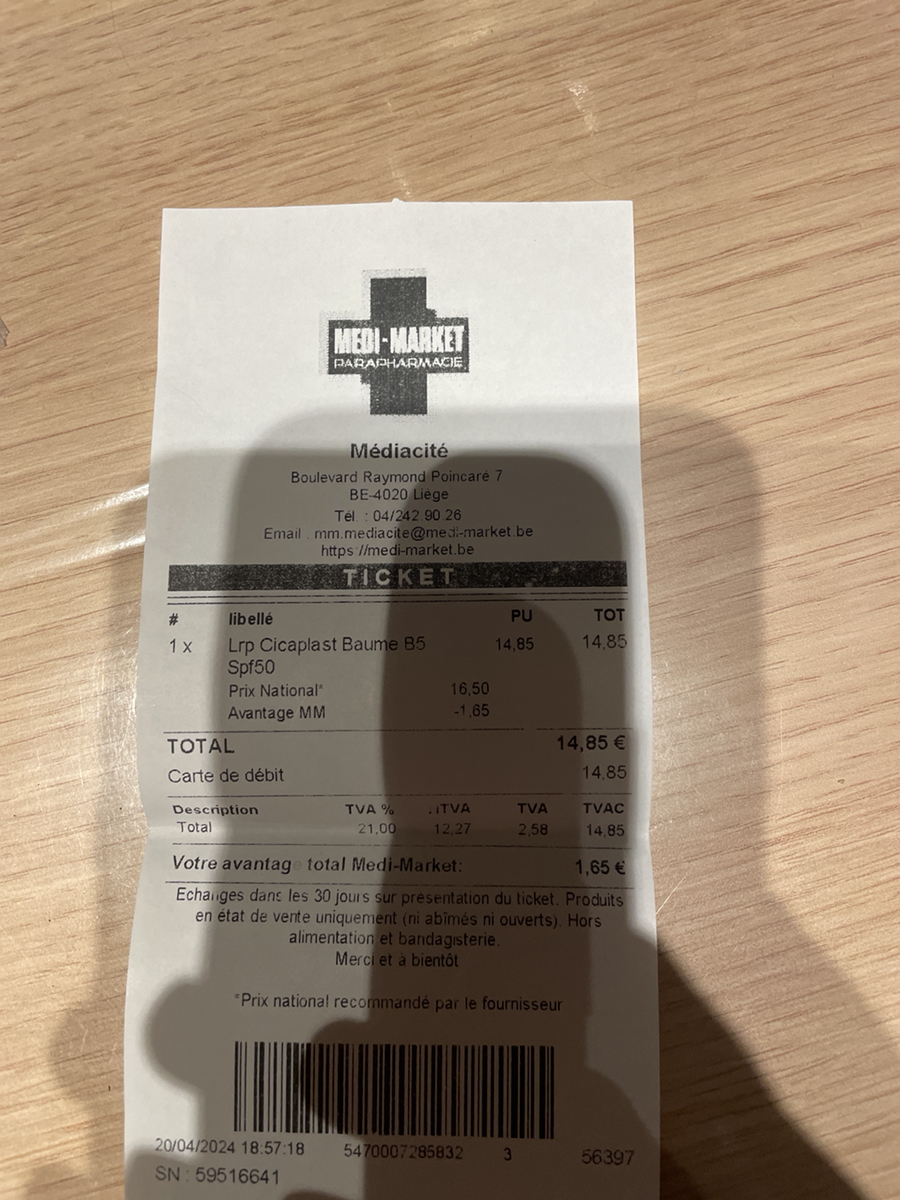 MEDI-MARKET
PARAPHARMACIE
Médiacité
Boulevard Raymond Poincaré 7
BE-4020 Liège
Tél. : 04/242.90.26
Email : mm.mediacite@medi-market.be
https://medi-market.be
TICKET
# libellé PU TOT
1 x Lrp Cicaplast Baume B5 14,85 14,85
Spf50
Prix National* 16,50
Avantage MM -1,65
TOTAL 14,85 €
Carte de débit 14,85
Description TVA % HTVA TVA TVAC
Total 21,00 12,27 2,58 14,85
Votre avantage total Medi-Market: 1,65 €
Echanges dans les 30 jours sur présentation du ticket. Produits
en état de vente uniquement (ni abîmés ni ouverts). Hors
alimentation et bandagisterie.
Merci et à bientôt
*Prix national recommandé par le fournisseur
20/04/2024 18:57:18 5470007285832 3 56397
SN : 59516641